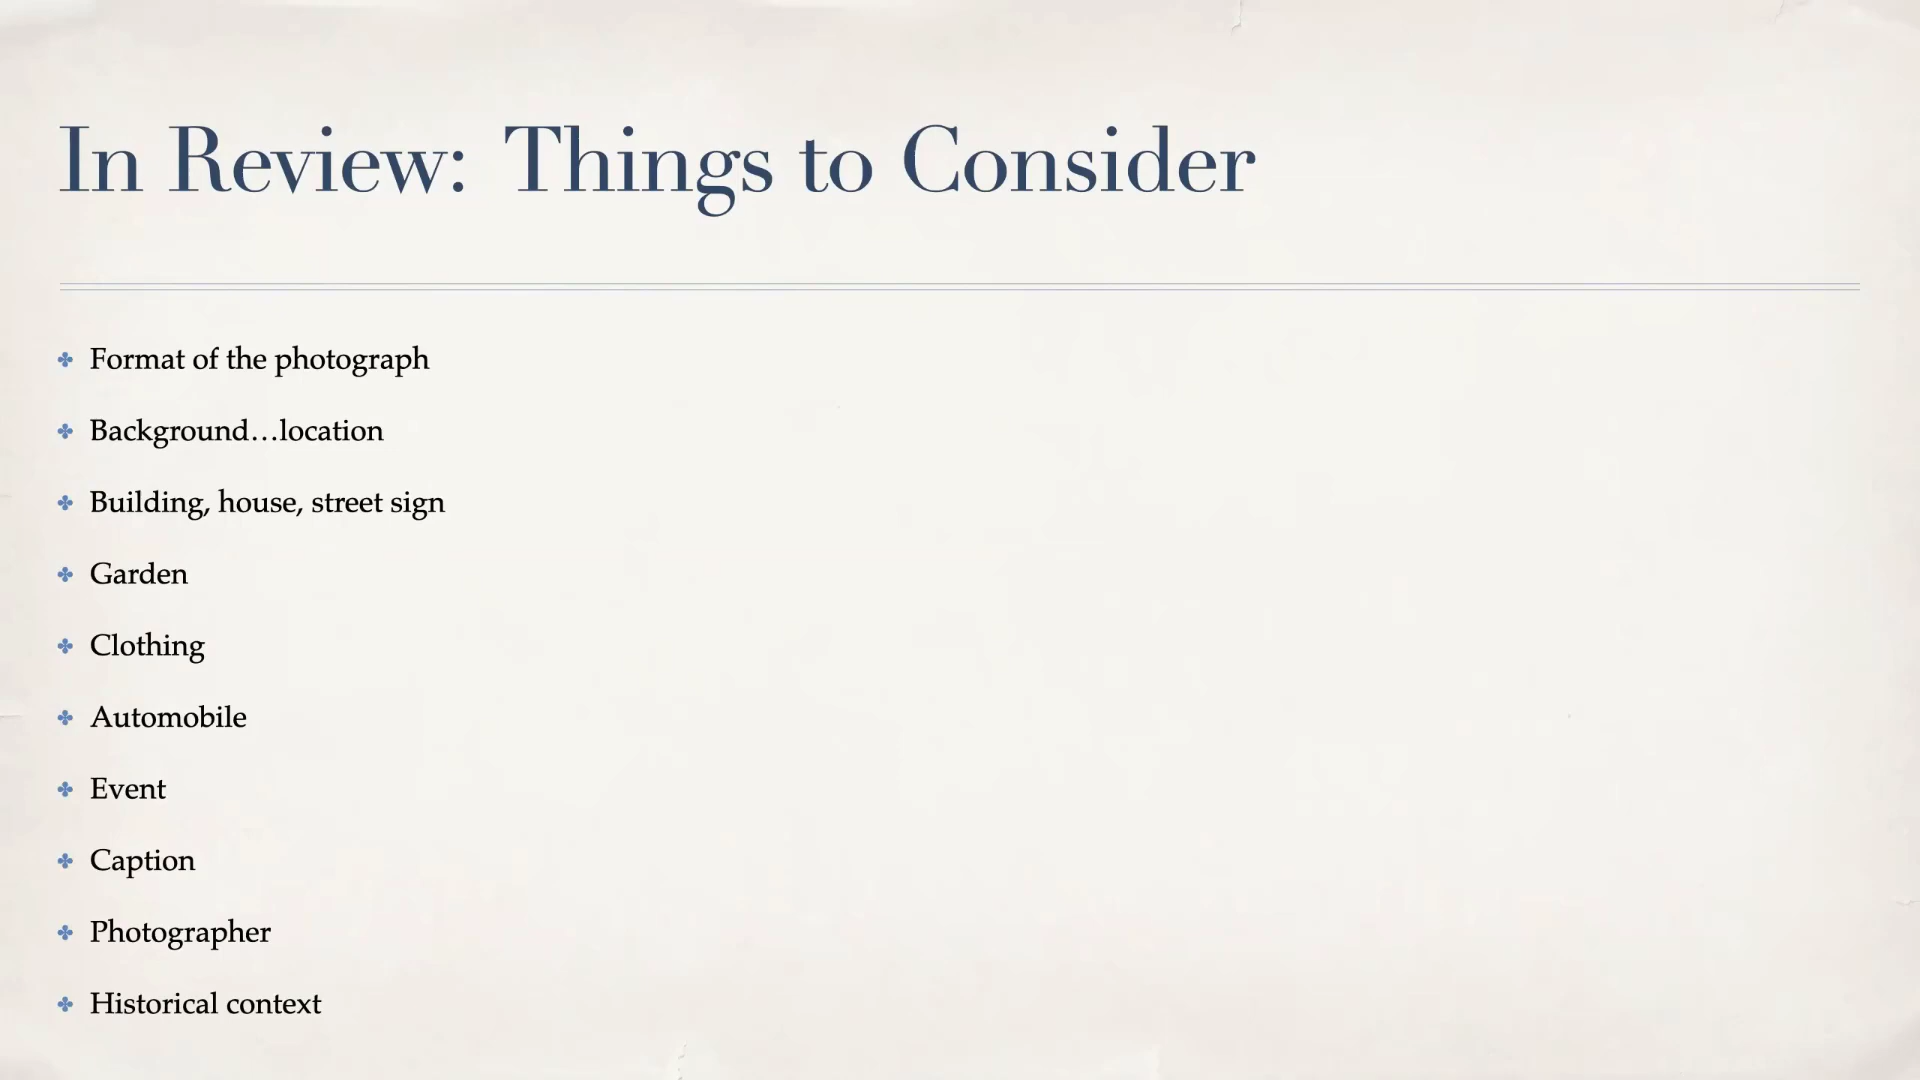 In Review: Things to Consider
Format of the photograph
Background…location
Building, house, street sign
Garden
Clothing
Automobile
Event
Caption
Photographer
Historical context